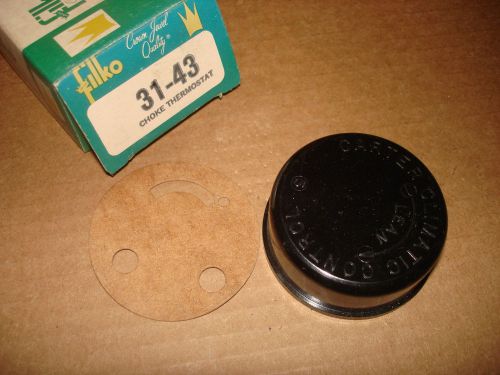 filko
Crown Jewel
Quality®
31-43
CHOKE THERMOSTAT
CARTER CLIMATIC CONTROL
LEAN